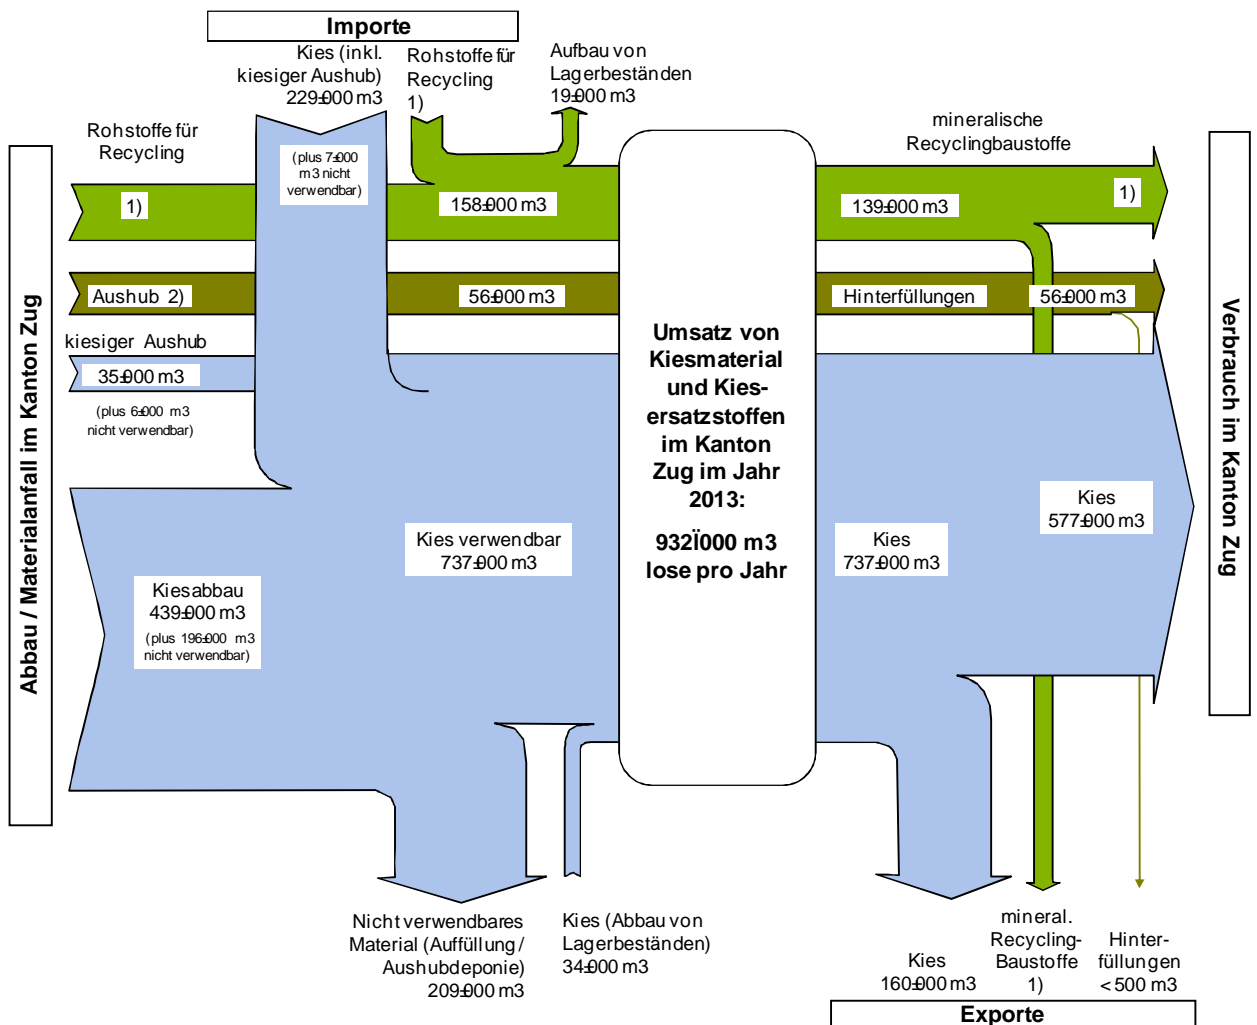 Importe
Kies (inkl.
kiesiger Aushub)
229±000 m3
Rohstoffe für
Recycling
1)
Aufbau von
Lagerbeständen
19±000 m3
Rohstoffe für
Recycling
mineralische
Recyclingbaustoffe
(plus 7±000
m3 nicht
verwendbar)
1)
158±000 m3
139±000 m3
1)
Aushub 2)
56±000 m3
Hinterfüllungen
56±000 m3
kiesiger Aushub
35±000 m3
(plus 6±000 m3
nicht verwendbar)
Abbau / Materialanfall im Kanton Zug
Umsatz von
Kiesmaterial
und Kies-
ersatzstoffen
im Kanton
Zug im Jahr
2013:
932Ï000 m3
lose pro Jahr
Verbrauch im Kanton Zug
Kies verwendbar
737±000 m3
Kies
737±000 m3
Kies
577±000 m3
Kiesabbau
439±000 m3
(plus 196±000 m3
nicht verwendbar)
Nicht verwendbares
Material (Auffüllung /
Aushubdeponie)
209±000 m3
Kies (Abbau von
Lagerbeständen)
34±000 m3
Kies
160±000 m3
mineral.
Recycling-
Baustoffe
1)
Hinter-
füllungen
<500 m3
Exporte